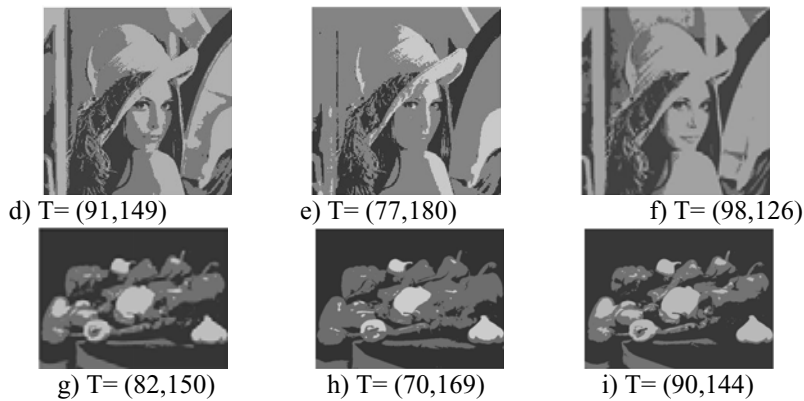 d) T= (91,149) e) T= (77,180) f) T= (98,126)
g) T= (82,150) h) T= (70,169) i) T= (90,144)